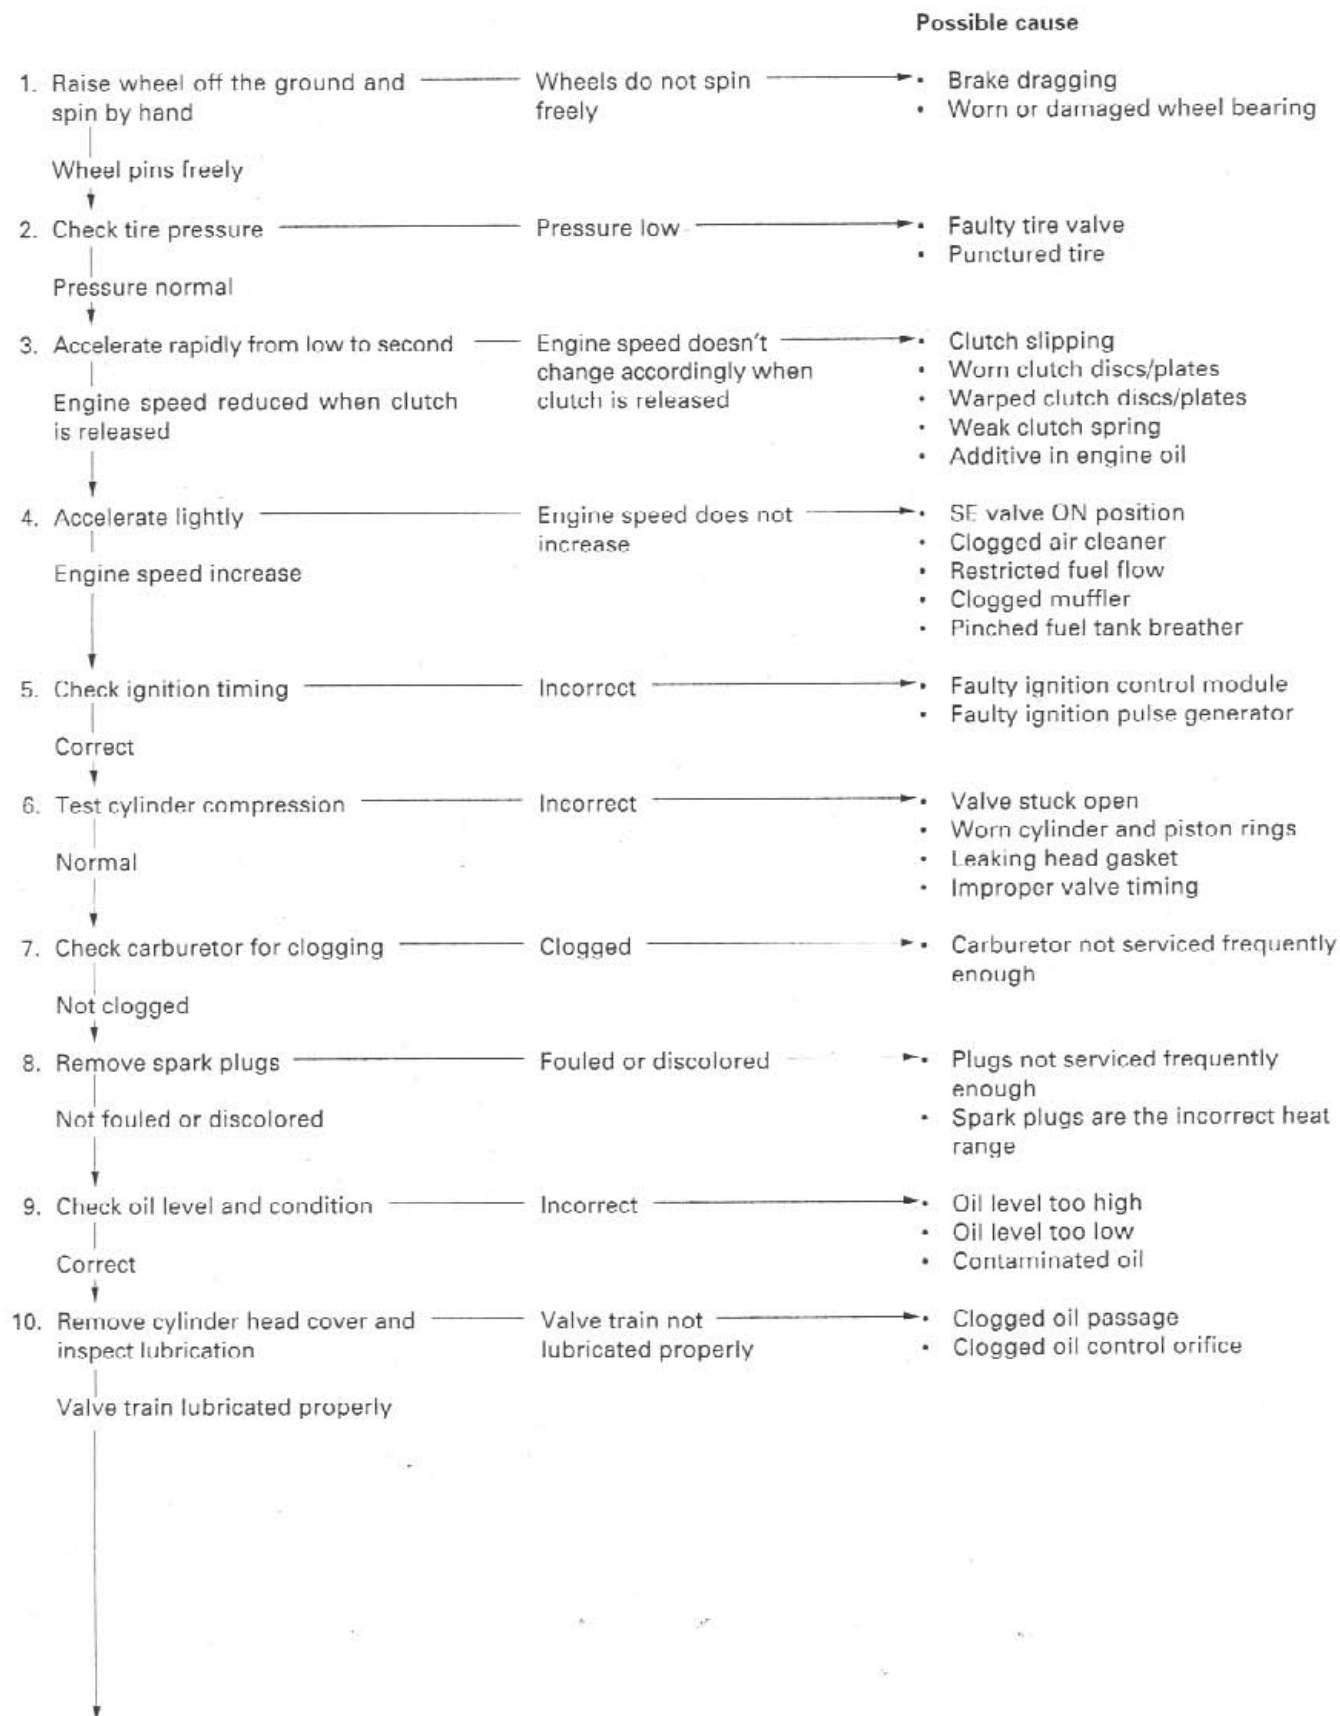 Possible cause
1. Raise wheel off the ground and
spin by hand
Wheels do not spin
freely
• Brake dragging
• Worn or damaged wheel bearing
Wheel pins freely
2. Check tire pressure
Pressure low
• Faulty tire valve
• Punctured tire
Pressure normal
3. Accelerate rapidly from low to second
Engine speed doesn't
change accordingly when
clutch is released
• Clutch slipping
• Worn clutch discs/plates
• Warped clutch discs/plates
• Weak clutch spring
• Additive in engine oil
Engine speed reduced when clutch
is released
4. Accelerate lightly
Engine speed does not
increase
• SE valve ON position
• Clogged air cleaner
• Restricted fuel flow
• Clogged muffler
• Pinched fuel tank breather
Engine speed increase
5. Check ignition timing
Incorrect
• Faulty ignition control module
• Faulty ignition pulse generator
Correct
6. Test cylinder compression
Incorrect
• Valve stuck open
• Worn cylinder and piston rings
• Leaking head gasket
• Improper valve timing
Normal
7. Check carburetor for clogging
Clogged
• Carburetor not serviced frequently
enough
Not clogged
8. Remove spark plugs
Fouled or discolored
• Plugs not serviced frequently
enough
• Spark plugs are the incorrect heat
range
Not fouled or discolored
9. Check oil level and condition
Incorrect
• Oil level too high
• Oil level too low
• Contaminated oil
Correct
10. Remove cylinder head cover and
inspect lubrication
Valve train not
lubricated properly
• Clogged oil passage
• Clogged oil control orifice
Valve train lubricated properly